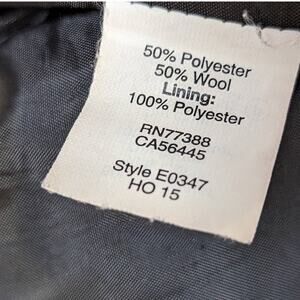 50% Polyester
50% Wool
Lining:
100% Polyester
RN77388
CA56445
Style E0347
HO 15